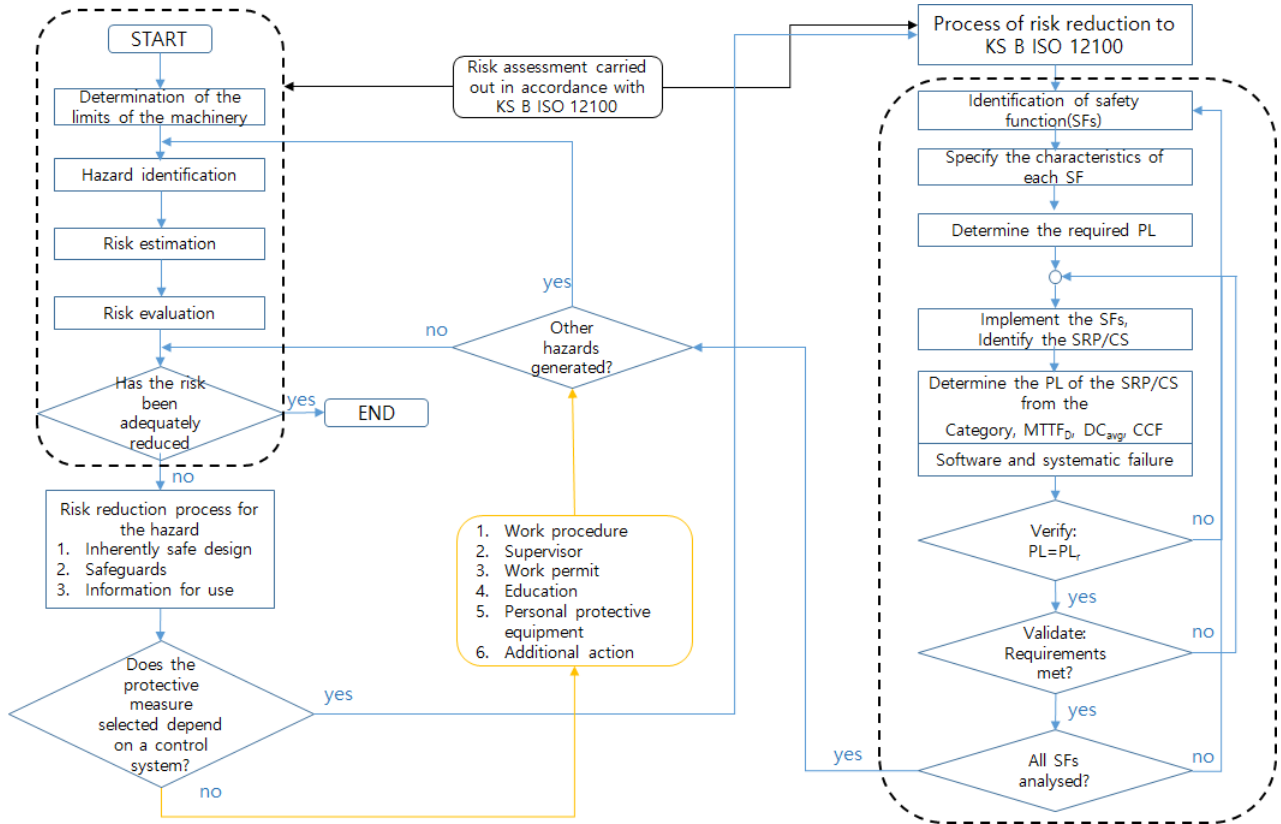 START
Determination of the
limits of the machinery
Hazard identification
Risk estimation
Risk evaluation
Has the risk
been
adequately
reduced
yes
END
no
Risk reduction process for
the hazard
1. Inherently safe design
2. Safeguards
3. Information for use
Does the
protective
measure
selected depend
on a control
system?
yes
no
Risk assessment carried
out in accordance with
KS B ISO 12100
yes
no
Other
hazards
generated?
1. Work procedure
2. Supervisor
3. Work permit
4. Education
5. Personal protective
equipment
6. Additional action
Process of risk reduction to
KS B ISO 12100
Identification of safety
function(SFs)
Specify the characteristics of
each SF
Determine the required PL
Implement the SFs,
Identify the SRP/CS
Determine the PL of the SRP/CS
from the
Category, MTTFD, DCavg, CCF
Software and systematic failure
Verify:
PL=PLr
no
yes
Validate:
Requirements
met?
no
yes
All SFs
analysed?
yes
no